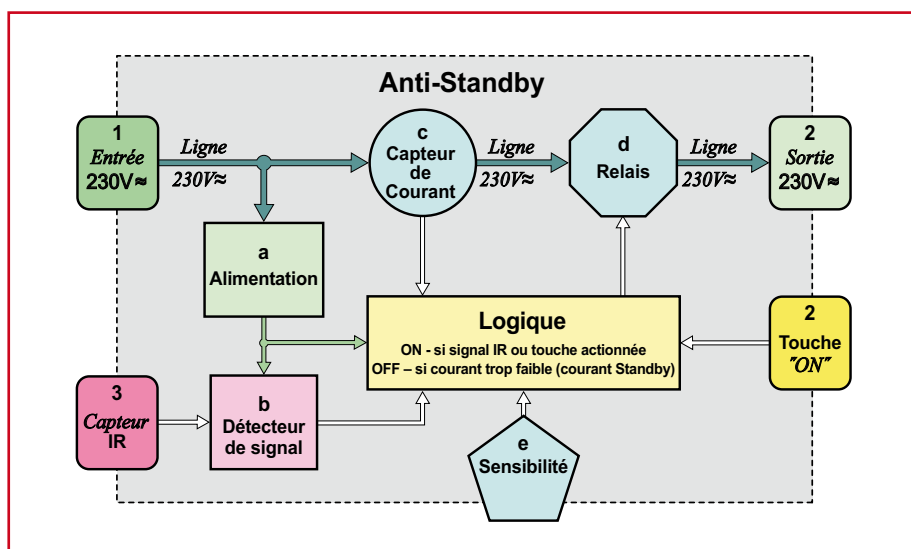 Anti-Standby
1
Entrée
230V≈
Ligne
230V≈
c
Capteur
de
Courant
Ligne
230V≈
d
Relais
Ligne
230V≈
2
Sortie
230V≈
a
Alimentation
Logique
ON - si signal IR ou touche actionnée
OFF – si courant trop faible (courant Standby)
2
Touche
"ON"
3
Capteur
IR
b
Détecteur
de signal
e
Sensibilité